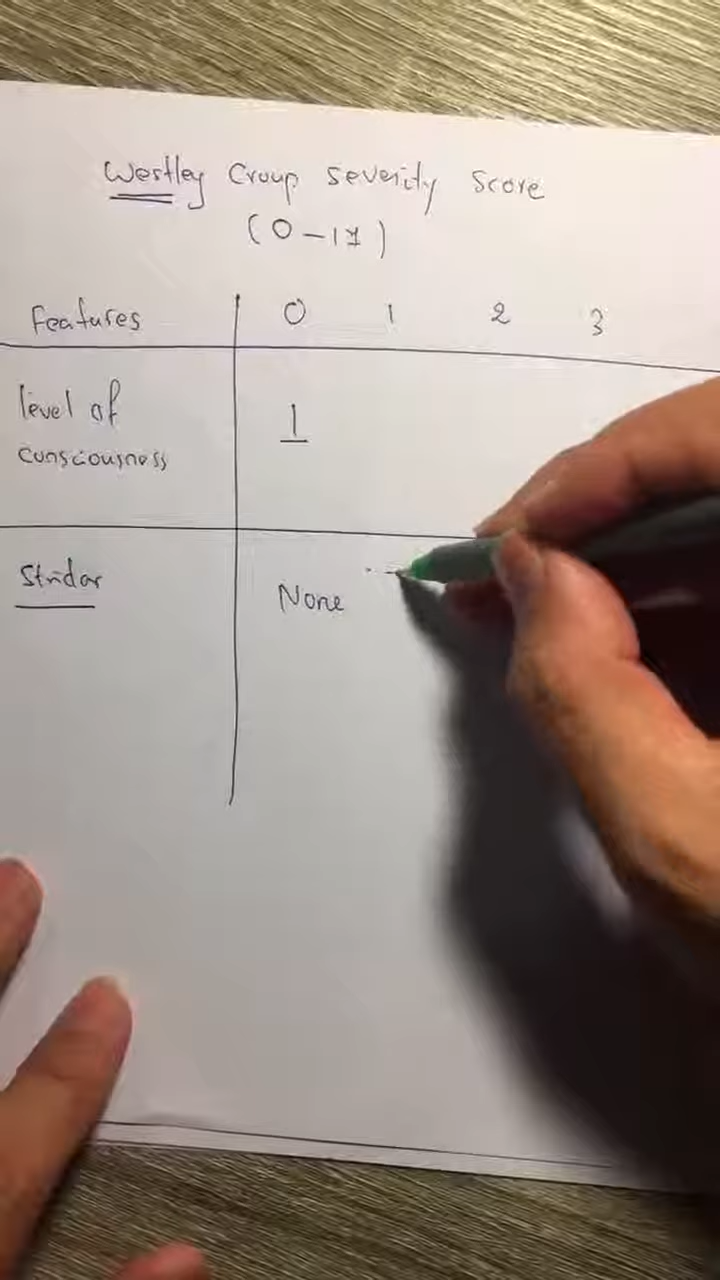 Westley Croup Severity Score
(0-17)
Features 0 1 2 3
level of
consciousness
1
Stridor
None